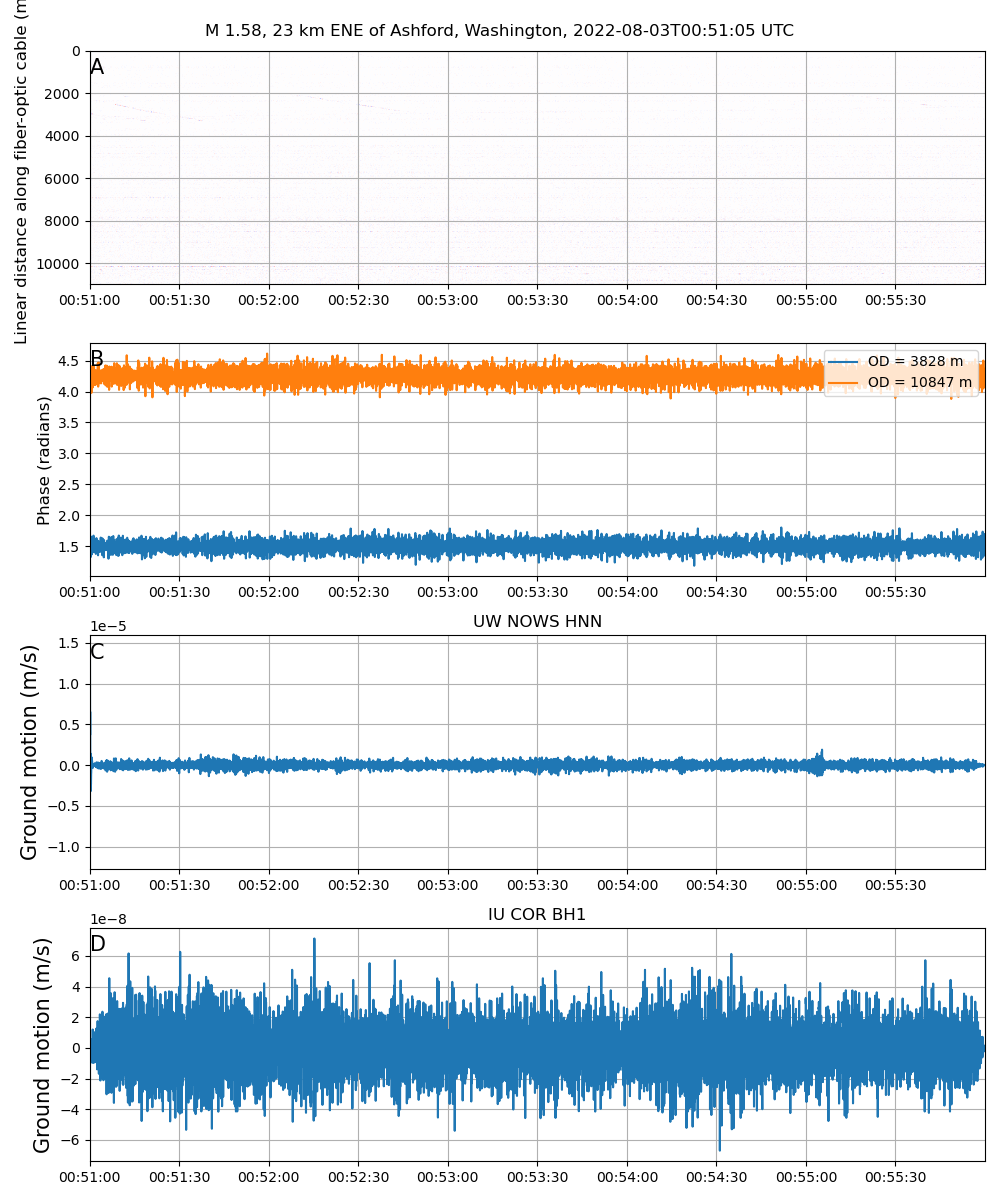 M 1.58, 23 km ENE of Ashford, Washington, 2022-08-03T00:51:05 UTC
Linear distance along fiber-optic cable (m
A
0
2000
4000
6000
8000
10000
00:51:00 00:51:30 00:52:00 00:52:30 00:53:00 00:53:30 00:54:00 00:54:30 00:55:00 00:55:30
Phase (radians)
B
4.5
4.0
3.5
3.0
2.5
2.0
1.5
OD = 3828 m
OD = 10847 m
00:51:00 00:51:30 00:52:00 00:52:30 00:53:00 00:53:30 00:54:00 00:54:30 00:55:00 00:55:30
UW NOWS HNN
1e−5
Ground motion (m/s)
C
1.5
1.0
0.5
0.0
−0.5
−1.0
00:51:00 00:51:30 00:52:00 00:52:30 00:53:00 00:53:30 00:54:00 00:54:30 00:55:00 00:55:30
IU COR BH1
1e−8
Ground motion (m/s)
D
6
4
2
0
−2
−4
−6
00:51:00 00:51:30 00:52:00 00:52:30 00:53:00 00:53:30 00:54:00 00:54:30 00:55:00 00:55:30